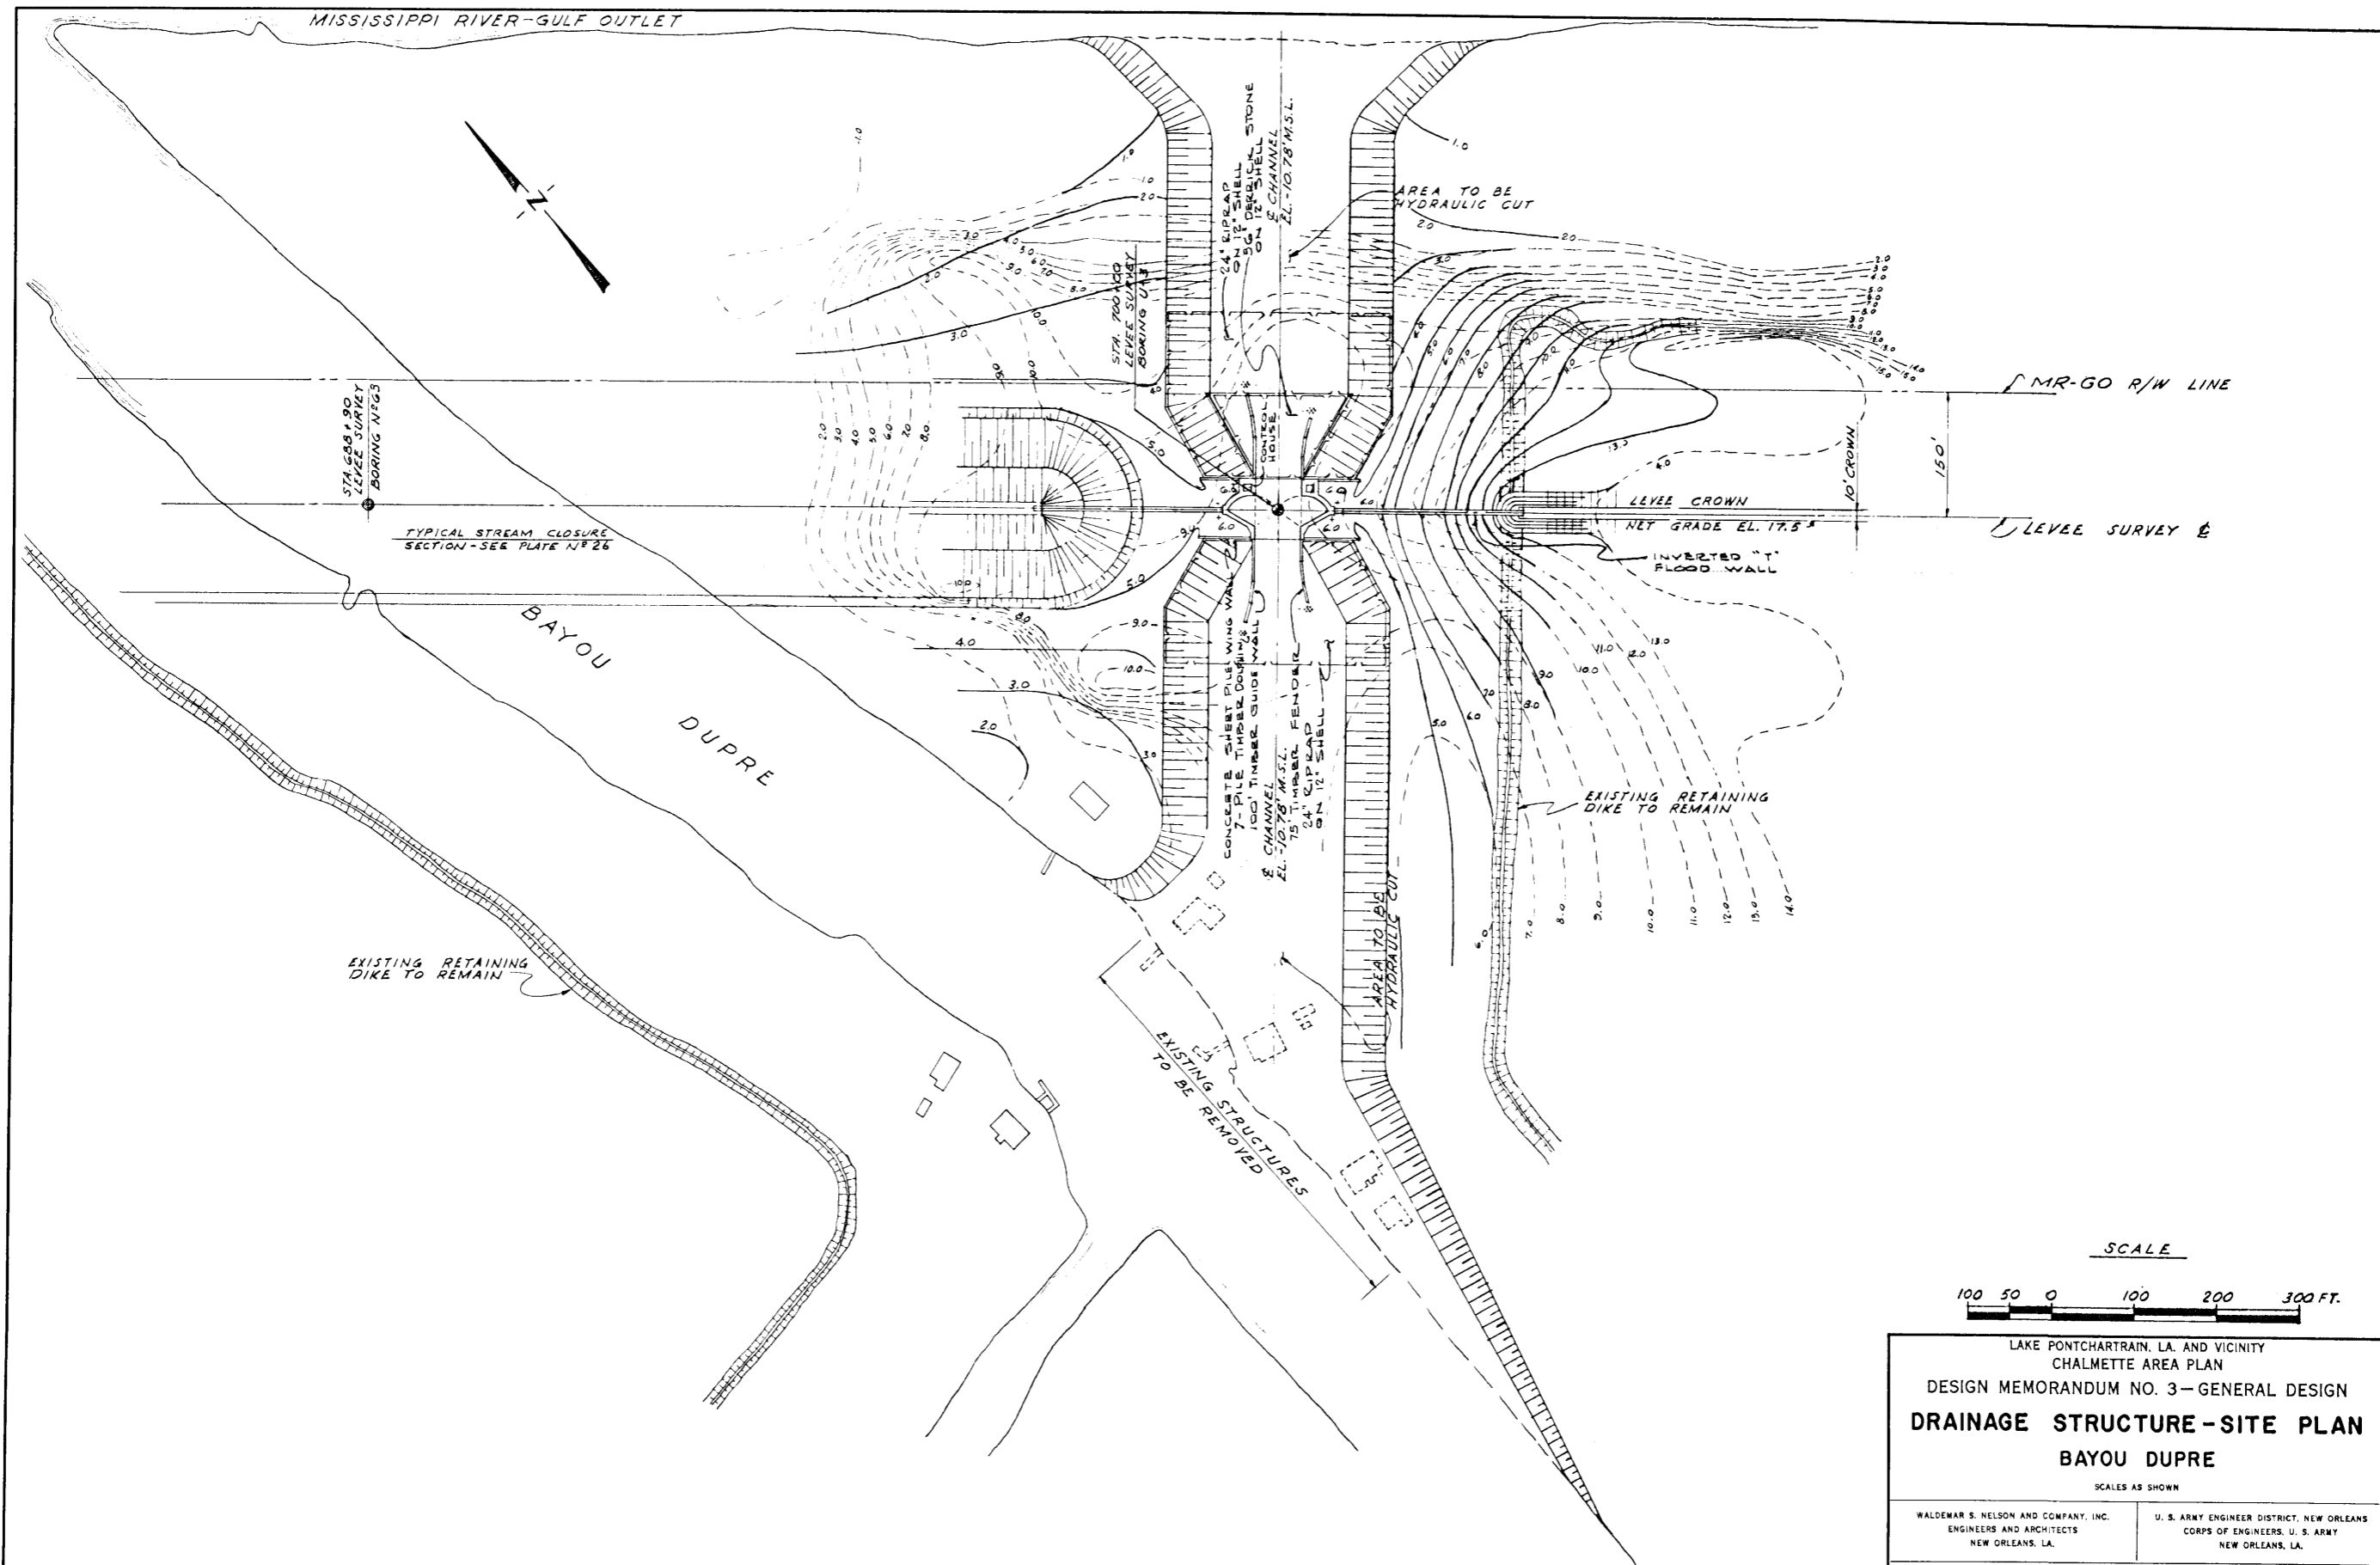 MISSISSIPPI RIVER-GULF OUTLET
N
24" RIPRAP
ON 12" SHELL
36" DERRICK STONE
ON 12" SHELL
℄ CHANNEL
EL. -10.78' M.S.L.
AREA TO BE
HYDRAULIC CUT
STA. 700+00
LEVEE SURVEY
BORING U-3
MR-GO R/W LINE
STA. 688+90
LEVEE SURVEY
BORING Nº 63
CONTROL
HOUSE
150'
10' CROWN
LEVEE CROWN
NET GRADE EL. 17.5±
LEVEE SURVEY ℄
INVERTED "T"
FLOOD WALL
TYPICAL STREAM CLOSURE
SECTION - SEE PLATE Nº 26
BAYOU
DUPRE
CONCRETE SHEET PILE WING WALL
7- PILE TIMBER DOLPHIN
100' TIMBER GUIDE WALL
℄ CHANNEL
EL. -10.78' M.S.L.
75' TIMBER FENDER
24" RIPRAP
ON 12" SHELL
EXISTING RETAINING
DIKE TO REMAIN
AREA TO BE
HYDRAULIC CUT
EXISTING RETAINING
DIKE TO REMAIN
EXISTING STRUCTURES
TO BE REMOVED
SCALE
100 50 0 100 200 300 FT.
LAKE PONTCHARTRAIN, LA. AND VICINITY
CHALMETTE AREA PLAN
DESIGN MEMORANDUM NO. 3—GENERAL DESIGN
DRAINAGE STRUCTURE-SITE PLAN
BAYOU DUPRE
SCALES AS SHOWN
WALDEMAR S. NELSON AND COMPANY, INC.
ENGINEERS AND ARCHITECTS
NEW ORLEANS, LA.
U. S. ARMY ENGINEER DISTRICT, NEW ORLEANS
CORPS OF ENGINEERS, U. S. ARMY
NEW ORLEANS, LA.